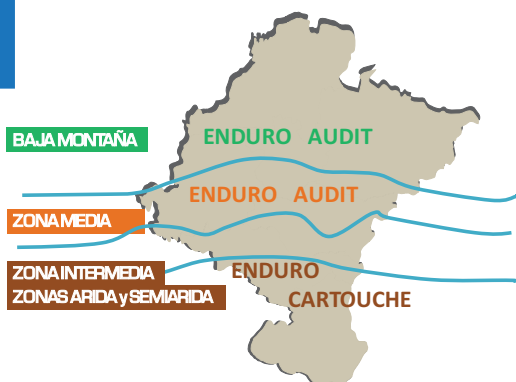 BAJA MONTAÑA
ENDURO AUDIT
ENDURO AUDIT
ZONA MEDIA
ZONA INTERMEDIA
ENDURO
ZONAS ARIDA y SEMIARIDA
CARTOUCHE